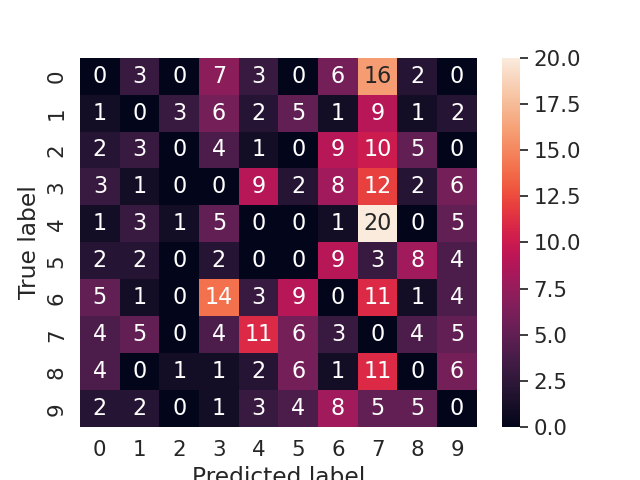 True label
0 0 3 0 7 3 0 6 16 2 0
1 1 0 3 6 2 5 1 9 1 2
2 2 3 0 4 1 0 9 10 5 0
3 3 1 0 0 9 2 8 12 2 6
4 1 3 1 5 0 0 1 20 0 5
5 2 2 0 2 0 0 9 3 8 4
6 5 1 0 14 3 9 0 11 1 4
7 4 5 0 4 11 6 3 0 4 5
8 4 0 1 1 2 6 1 11 0 6
9 2 2 0 1 3 4 8 5 5 0
0 1 2 3 4 5 6 7 8 9
Predicted label
20.0
17.5
15.0
12.5
10.0
7.5
5.0
2.5
0.0